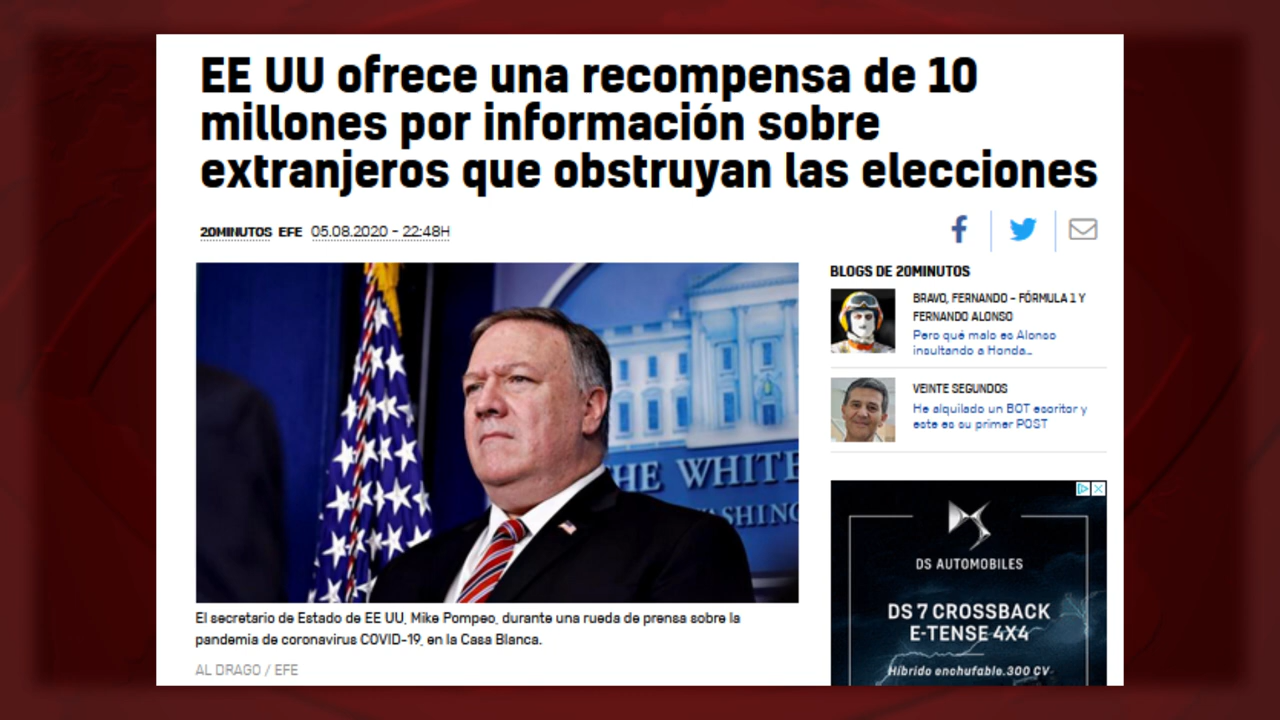 EE UU ofrece una recompensa de 10
millones por información sobre
extranjeros que obstruyan las elecciones
20MINUTOS EFE 05.08.2020 - 22:48H
BLOGS DE 20MINUTOS
BRAVO, FERNANDO - FÓRMULA 1 Y
FERNANDO ALONSO
Pero qué malo es Alonso
insultando a Honda...
VEINTE SEGUNDOS
He alquilado un BOT escritor y
este es su primer POST
THE WHITE
WASHING
El secretario de Estado de EE UU, Mike Pompeo, durante una rueda de prensa sobre la
pandemia de coronavirus COVID-19, en la Casa Blanca.
AL DRAGO / EFE
DS AUTOMOBILES
DS 7 CROSSBACK
E-TENSE 4X4
Híbrido enchufable.300 CV